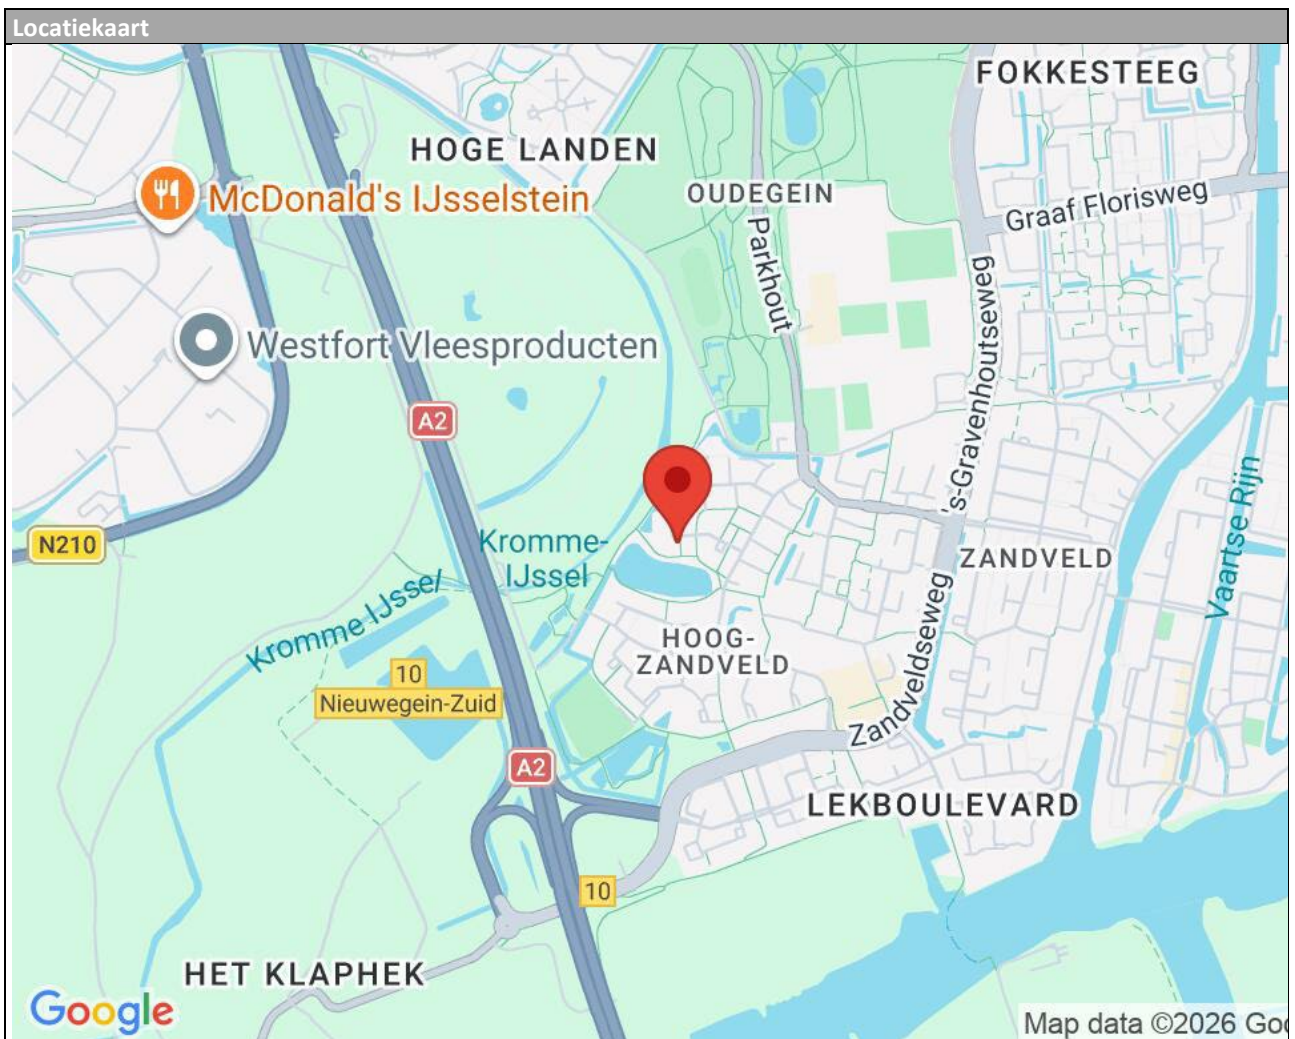 Locatiekaart
FOKKESTEEG
HOGE LANDEN
McDonald's IJsselstein
OUDEGEIN
Graaf Florisweg
Parkhout
's-Gravenhoutseweg
Westfort Vleesproducten
A2
Vaartse Rijn
N210
Kromme-
IJssel
ZANDVELD
Kromme IJssel
HOOG-
ZANDVELD
Zandveldseweg
10
Nieuwegein-Zuid
A2
LEKBOULEVARD
10
HET KLAPHEK
Google
Map data ©2026 Goo